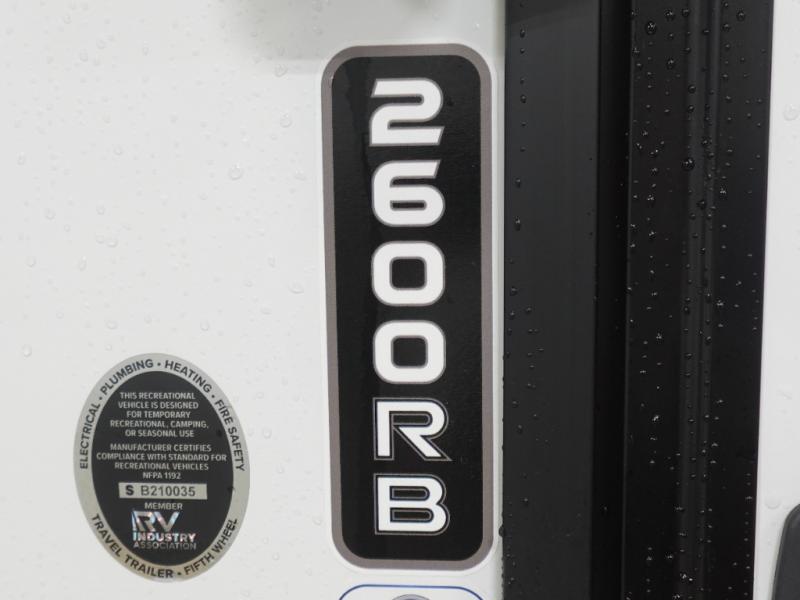 2600RB
ELECTRICAL • PLUMBING • HEATING • FIRE SAFETY
THIS RECREATIONAL
VEHICLE IS DESIGNED
FOR TEMPORARY
RECREATIONAL, CAMPING,
OR SEASONAL USE
MANUFACTURER CERTIFIES
COMPLIANCE WITH STANDARD FOR
RECREATIONAL VEHICLES
NFPA 1192
S B210035
MEMBER
RV
INDUSTRY
ASSOCIATION
TRAVEL TRAILER • FIFTH WHEEL